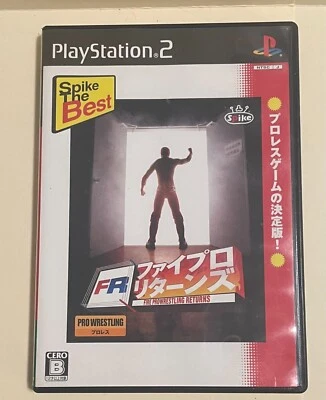 PlayStation®2
NTSC J
Spike
The
Best
Spike
プロレスゲームの決定版!
FR
ファイプロ
リターンズ
FIRE PROWRESTLING RETURNS
PRO WRESTLING
プロレス
CERO
B